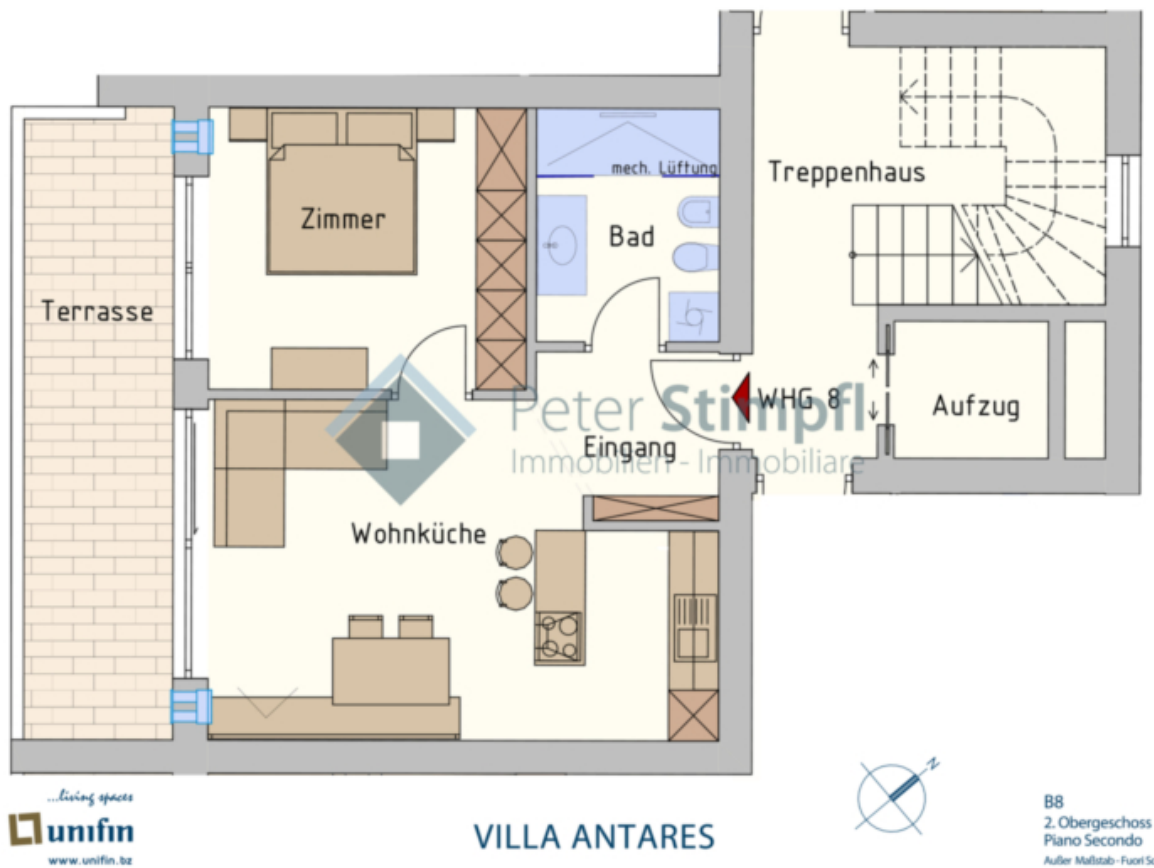 mech. Lüftung
Treppenhaus
Zimmer
Bad
Terrasse
Peter Stimpfl
WHG 8
Aufzug
Eingang
Immobilien - Immobiliare
Wohnküche
...living spaces
unifin
www.unifin.bz
VILLA ANTARES
N
B8
2. Obergeschoss
Piano Secondo
Außer Maßstab - Fuori Sc